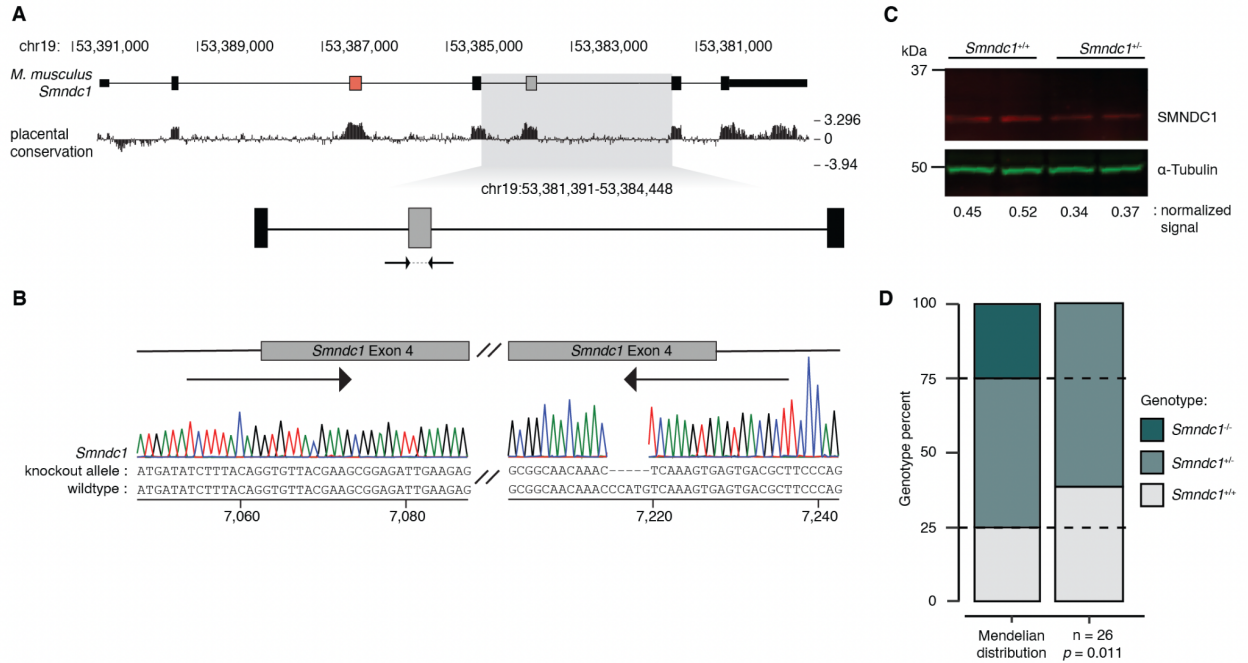 A
chr19: 53,391,000 53,389,000 53,387,000 53,385,000 53,383,000 53,381,000
M. musculus
Smndc1
placental
conservation
3.296
0
-3.94
chr19:53,381,391-53,384,448
B
Smndc1 Exon 4 // Smndc1 Exon 4
Smndc1
knockout allele : ATGATATCTTTACAGGTGTTACGAAGCGGAGATTGAAGAG // GCGGCAACAAAC-----TCAAAGTGAGTGACGCTTCCCAG
wildtype : ATGATATCTTTACAGGTGTTACGAAGCGGAGATTGAAGAG GCGGCAACAAACCCATGTCAAAGTGAGTGACGCTTCCCAG
7,060 7,080 7,220 7,240
C
kDa Smndc1+/+ Smndc1+/-
37
SMNDC1
50
α-Tubulin
0.45 0.52 0.34 0.37 : normalized
signal
D
Genotype percent
100
75
50
25
0
Genotype:
Smndc1-/-
Smndc1+/-
Smndc1+/+
Mendelian
distribution
n = 26
p = 0.011